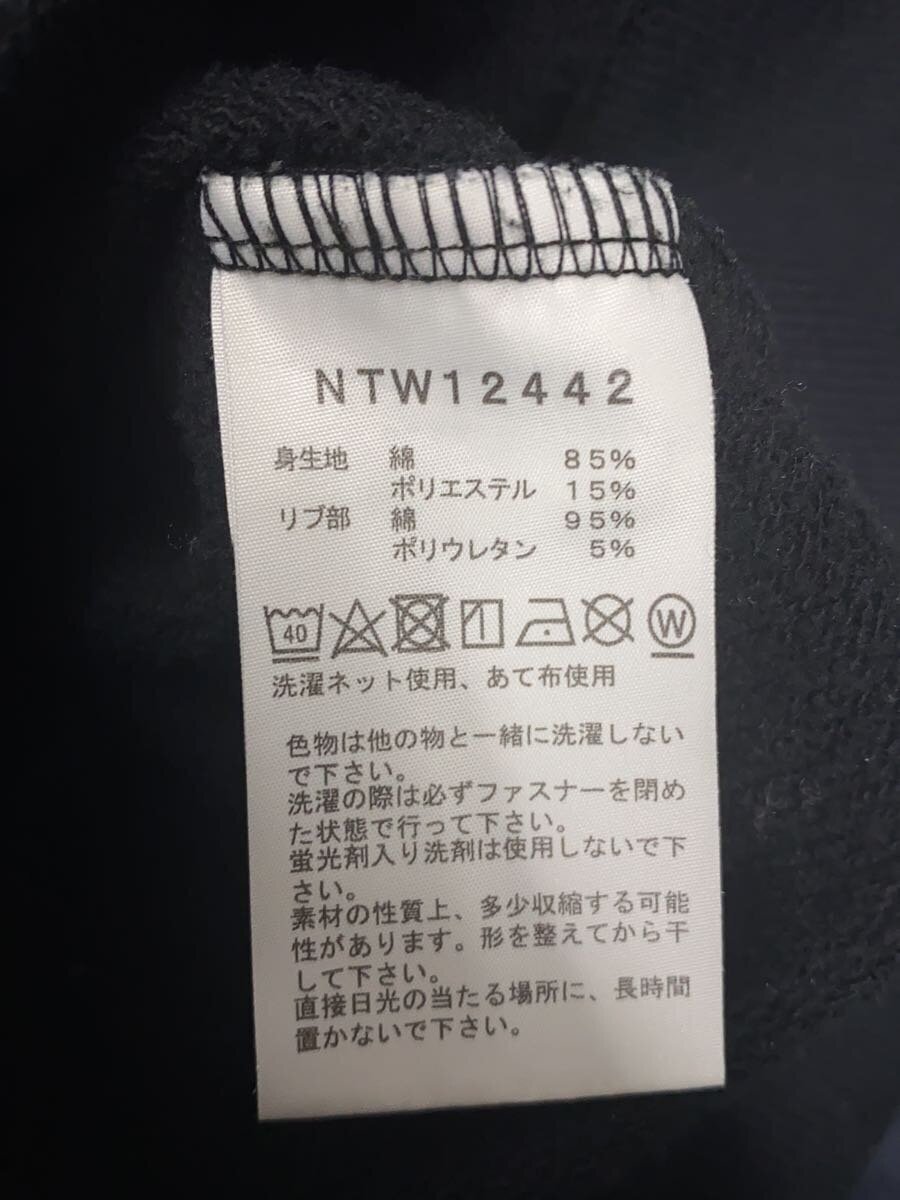 NTW12442
身生地 綿 85%
ポリエステル 15%
リブ部 綿 95%
ポリウレタン 5%
40 W
洗濯ネット使用、あて布使用
色物は他の物と一緒に洗濯しない
で下さい。
洗濯の際は必ずファスナーを閉め
た状態で行って下さい。
蛍光剤入り洗剤は使用しないで下
さい。
素材の性質上、多少収縮する可能
性があります。形を整えてから干
して下さい。
直接日光の当たる場所に、長時間
置かないで下さい。